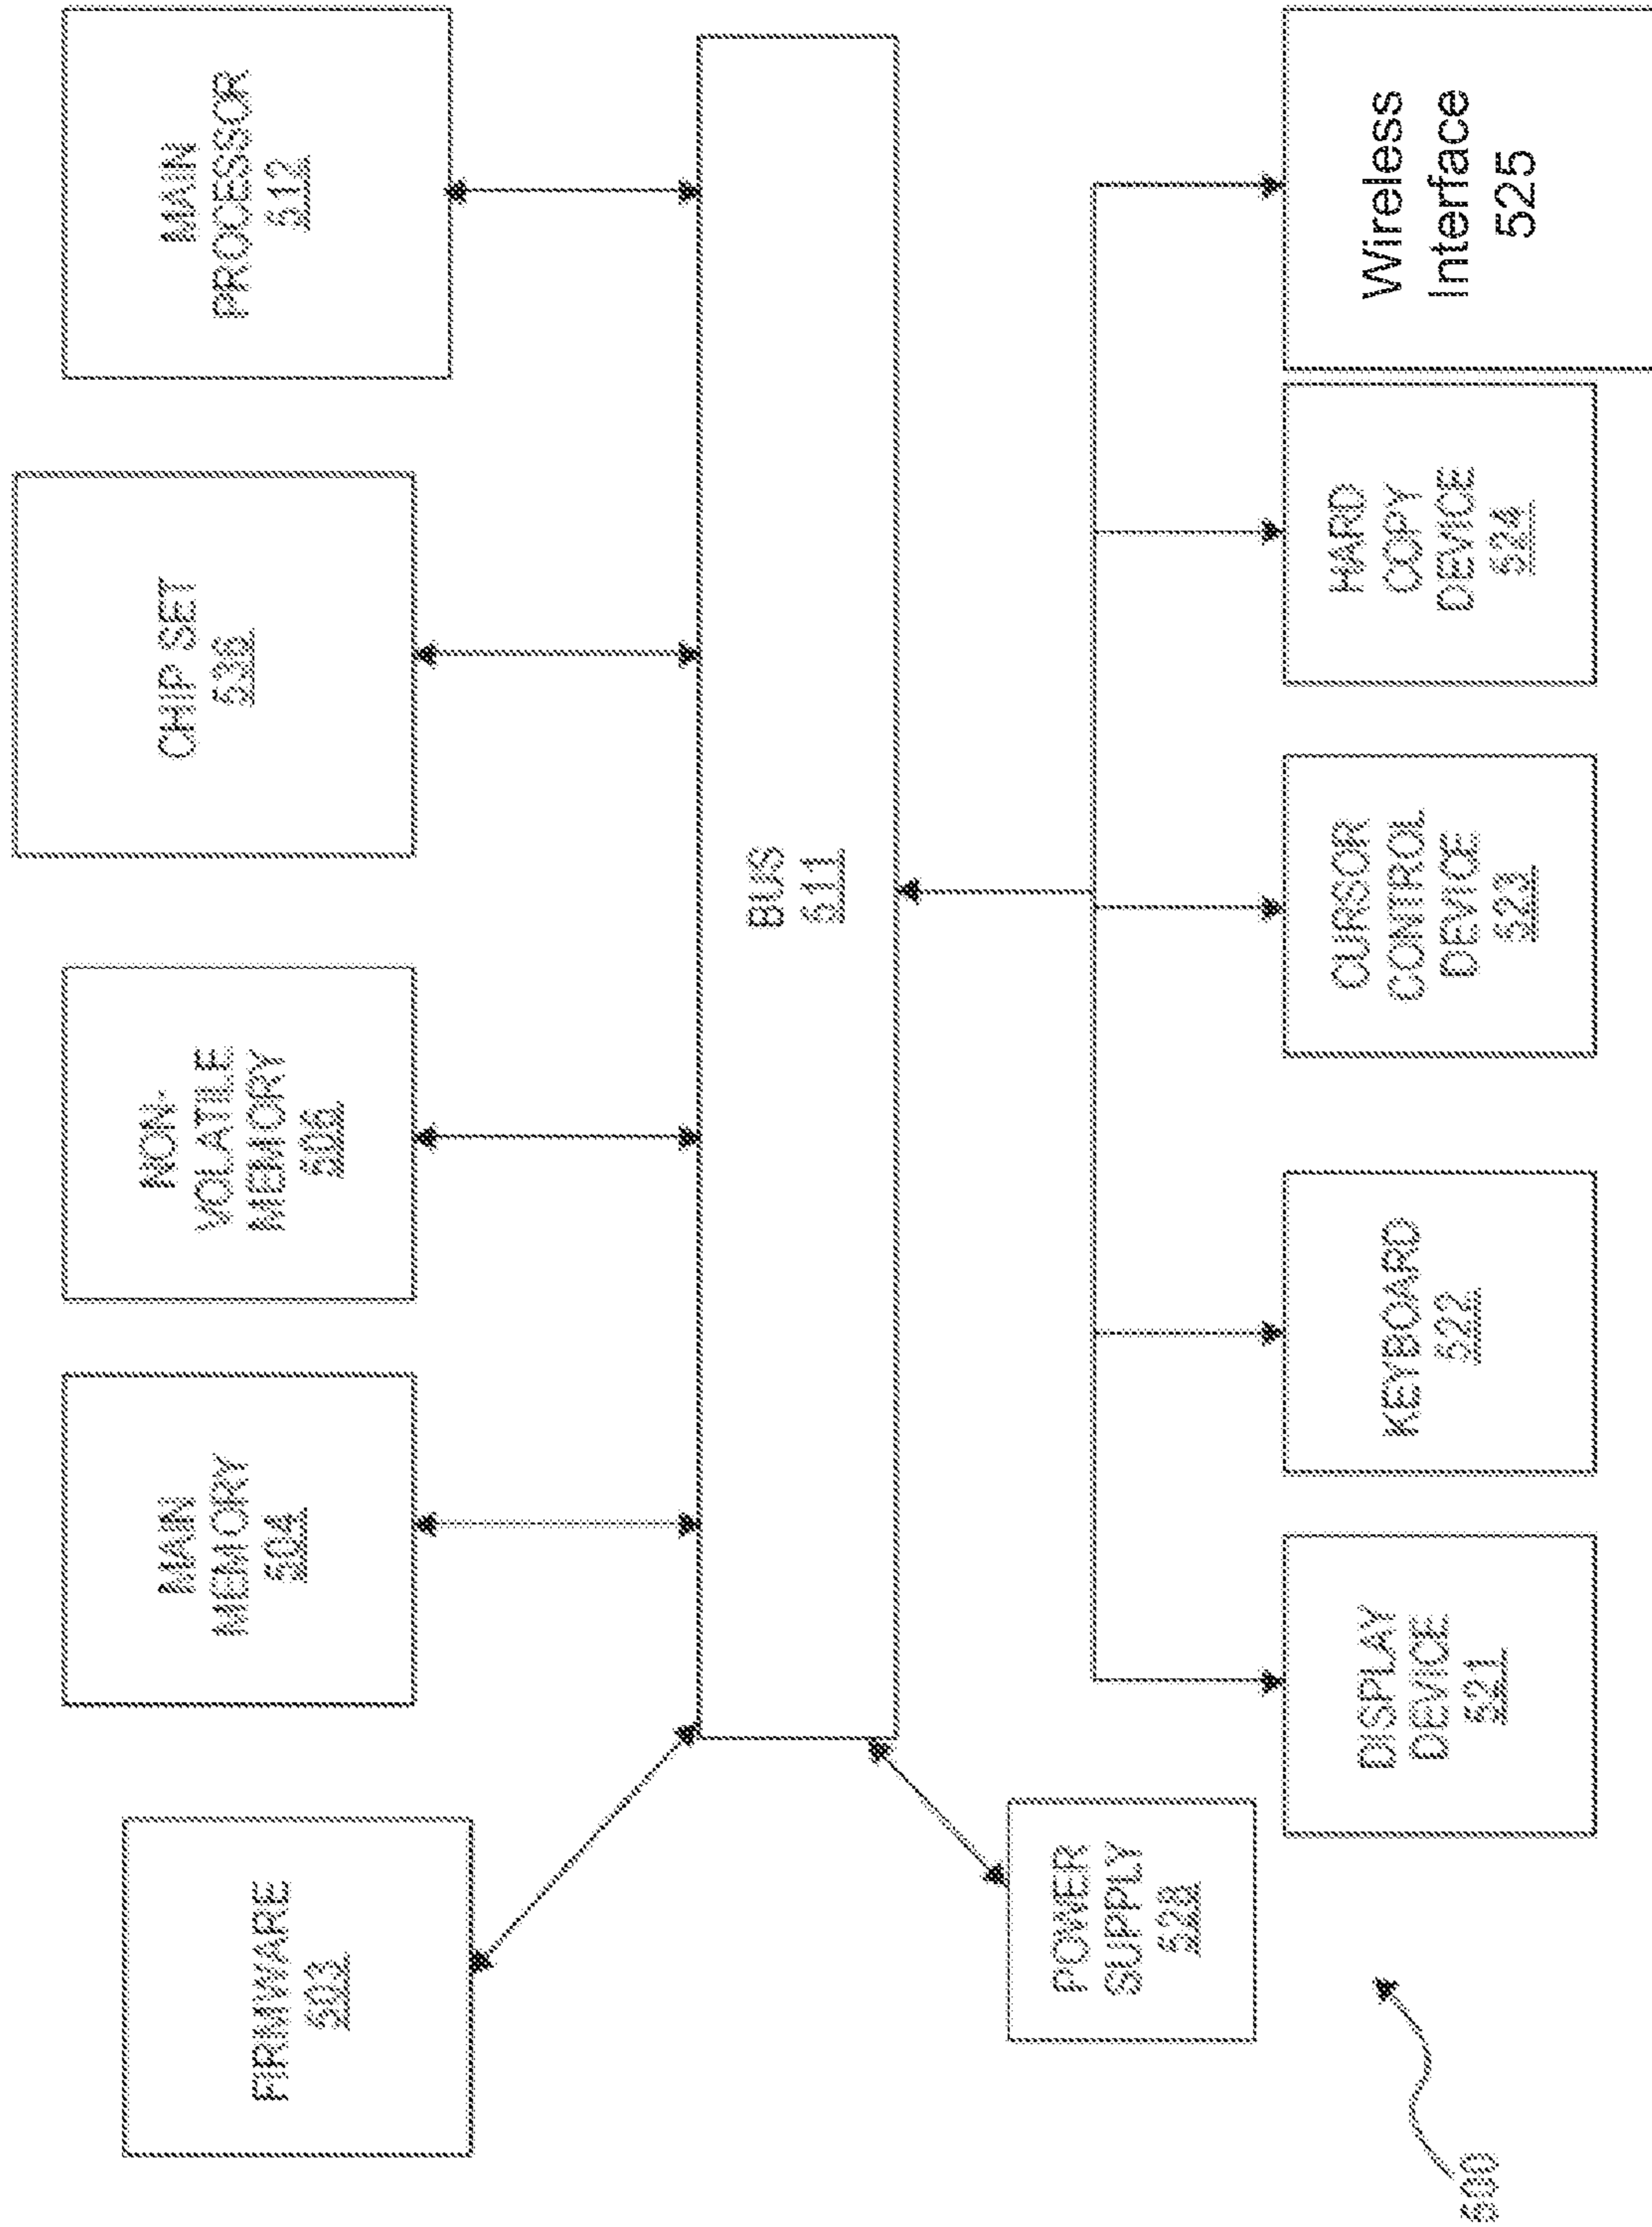 FIRMWARE
503
MAIN
MEMORY
504
NON-
VOLATILE
MEMORY
506
CHIP SET
536
MAIN
PROCESSOR
512
BUS
511
POWER
SUPPLY
528
DISPLAY
DEVICE
521
KEYBOARD
522
CURSOR
CONTROL
DEVICE
523
HARD
COPY
DEVICE
524
Wireless
Interface
525